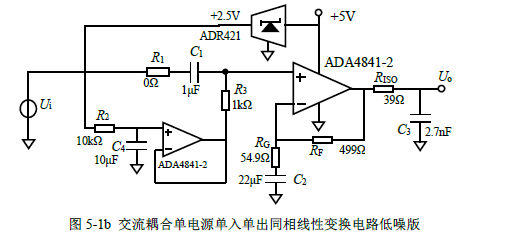 +2.5V
+5V
ADR421
R1
C1
ADA4841-2
0Ω
1μF
R3
1kΩ
RISO
Uo
39Ω
Ui
R2
10kΩ
C4
10μF
ADA4841-2
RG
54.9Ω
RF
499Ω
C3
2.7nF
22μF
C2
图 5-1b 交流耦合单电源单入单出同相线性变换电路低噪版